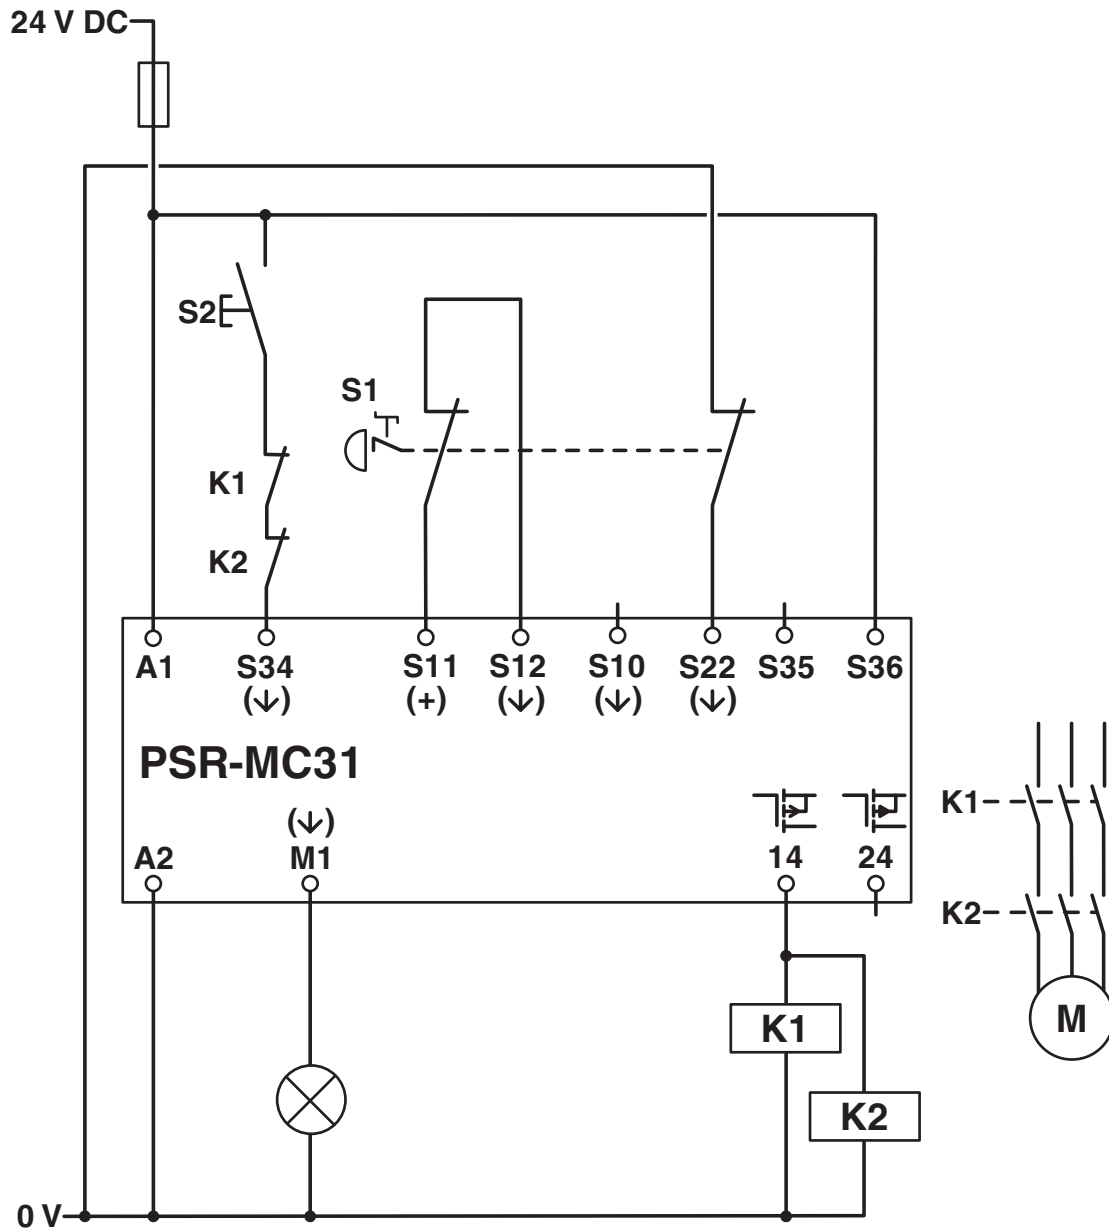 24 V DC
S2
S1
K1
K2
A1 S34 S11 S12 S10 S22 S35 S36
(↓) (+) (↓) (↓) (↓)
PSR-MC31
(↓)
A2 M1 14 24
K1
K2
K1
M
K2
0 V